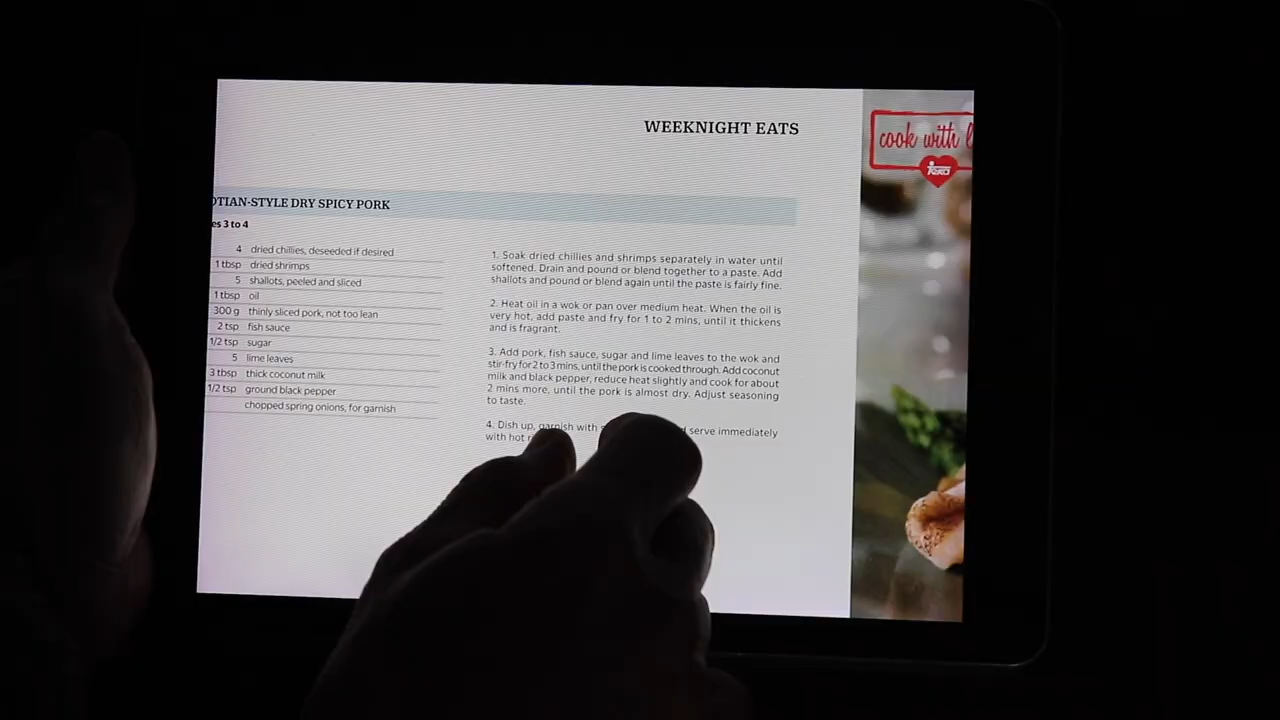 WEEKNIGHT EATS
cook with
teka
OTIAN-STYLE DRY SPICY PORK
es 3 to 4
4 dried chillies, deseeded if desired
1 tbsp dried shrimps
5 shallots, peeled and sliced
1 tbsp oil
300 g thinly sliced pork, not too lean
2 tsp fish sauce
1/2 tsp sugar
5 lime leaves
3 tbsp thick coconut milk
1/2 tsp ground black pepper
chopped spring onions, for garnish
1. Soak dried chillies and shrimps separately in water until
softened. Drain and pound or blend together to a paste. Add
shallots and pound or blend again until the paste is fairly fine.
2. Heat oil in a wok or pan over medium heat. When the oil is
very hot, add paste and fry for 1 to 2 mins, until it thickens
and is fragrant.
3. Add pork, fish sauce, sugar and lime leaves to the wok and
stir-fry for 2 to 3 mins, until the pork is cooked through. Add coconut
milk and black pepper, reduce heat slightly and cook for about
2 mins more, until the pork is almost dry. Adjust seasoning
to taste.
4. Dish up, garnish with serve immediately
with hot